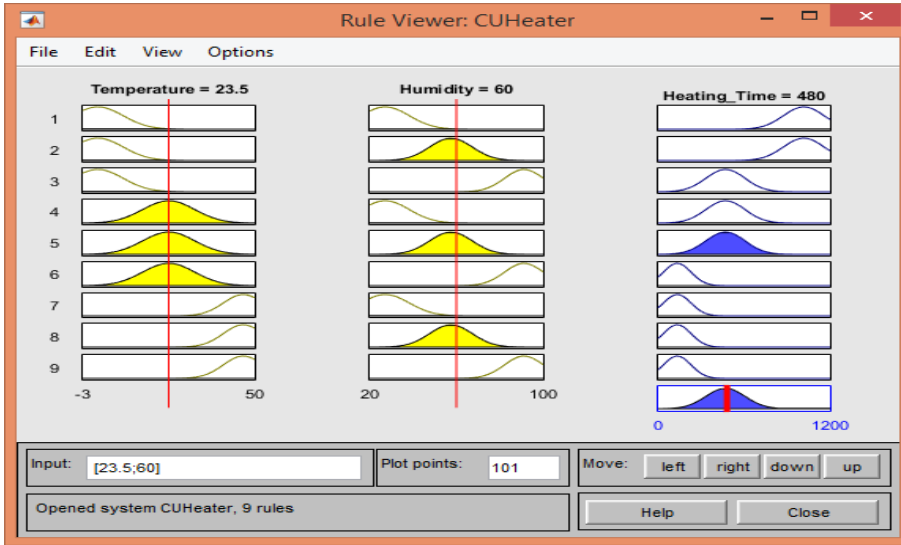 Rule Viewer: CUHeater
File Edit View Options
Temperature = 23.5 Humidity = 60 Heating_Time = 480
1
2
3
4
5
6
7
8
9
-3 50 20 100
0 1200
Input: [23.5;60] Plot points: 101 Move: left right down up
Opened system CUHeater, 9 rules Help Close